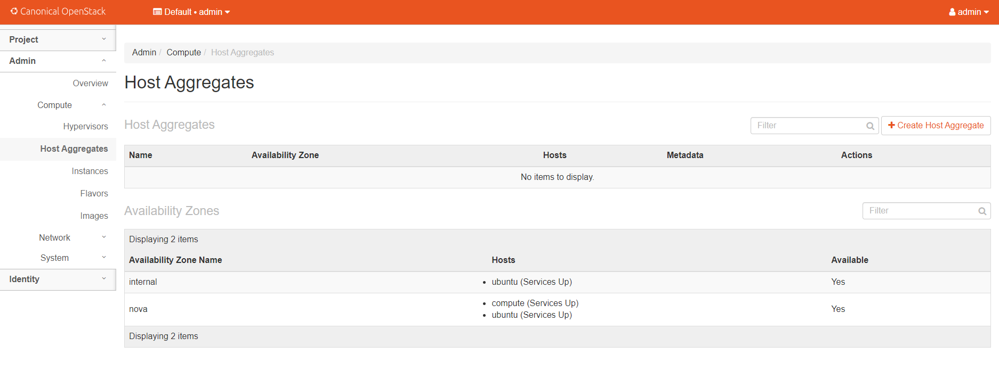 Canonical OpenStack
Default • admin
admin
Project
Admin
Overview
Compute
Hypervisors
Host Aggregates
Instances
Flavors
Images
Network
System
Identity
Admin / Compute / Host Aggregates
Host Aggregates
Host Aggregates
Filter
Create Host Aggregate
Name Availability Zone Hosts Metadata Actions
No items to display.
Availability Zones
Filter
Displaying 2 items
Availability Zone Name Hosts Available
internal • ubuntu (Services Up) Yes
nova • compute (Services Up) Yes
• ubuntu (Services Up)
Displaying 2 items